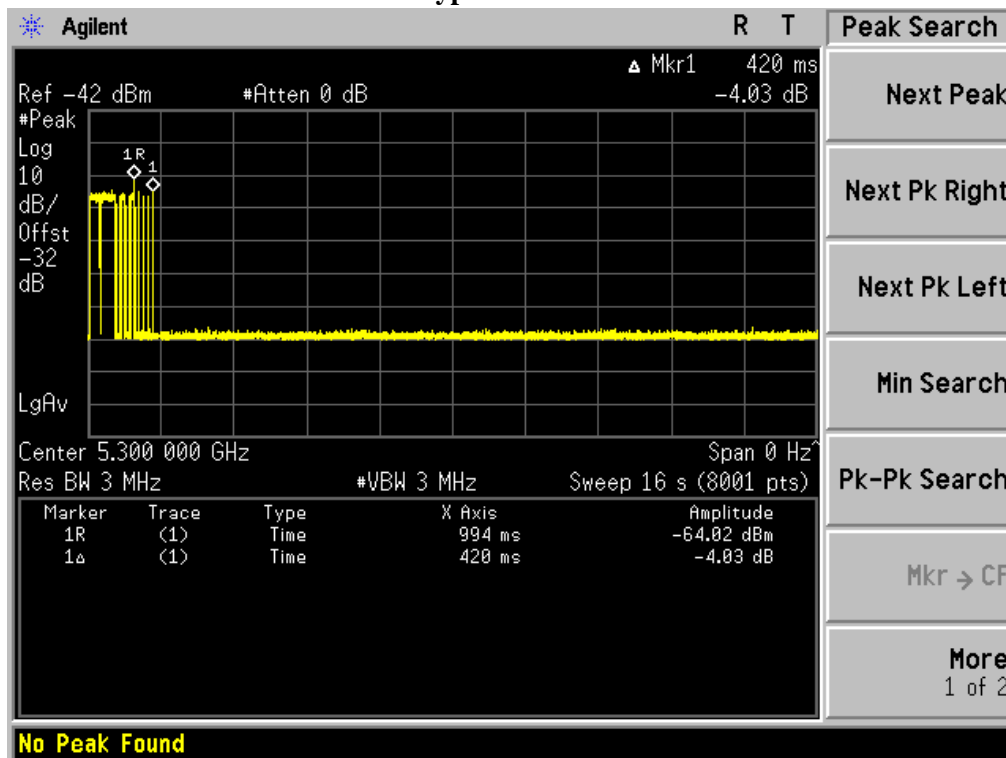 Agilent R T Peak Search
▵ Mkr1 420 ms
Ref -42 dBm #Atten 0 dB -4.03 dB
#Peak
Log
10
dB/
Offst
-32
dB
1R
1
LgAv
Center 5.300 000 GHz Span 0 Hz^
Res BW 3 MHz #VBW 3 MHz Sweep 16 s (8001 pts)
Marker Trace Type X Axis Amplitude
1R (1) Time 994 ms -64.02 dBm
1▵ (1) Time 420 ms -4.03 dB
Next Peak
Next Pk Right
Next Pk Left
Min Search
Pk-Pk Search
Mkr → CF
More
1 of 2
No Peak Found